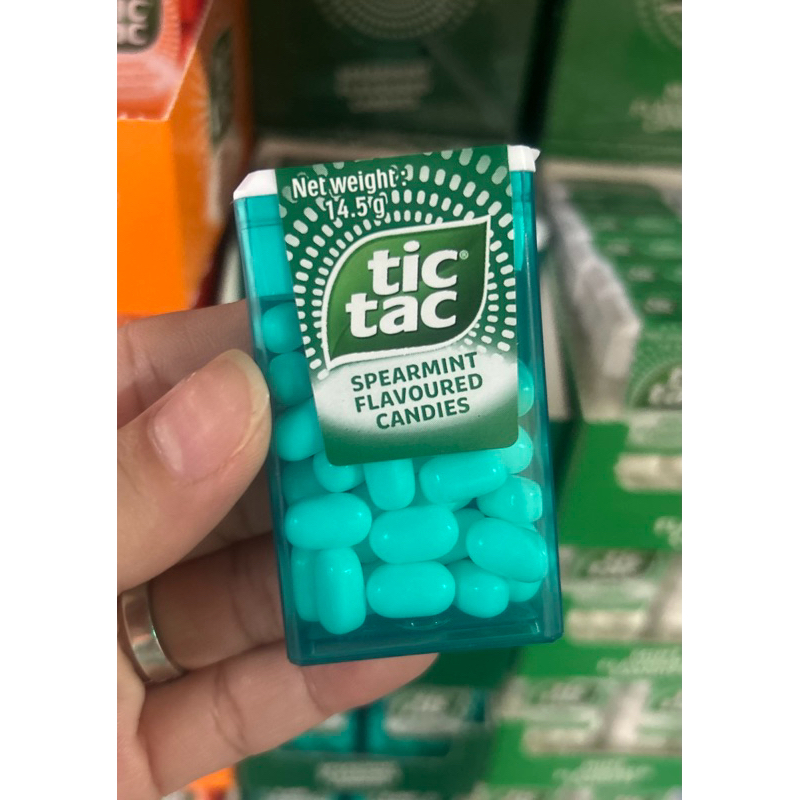 Net weight:
14.5 g
tic
tac
SPEARMINT
FLAVOURED
CANDIES